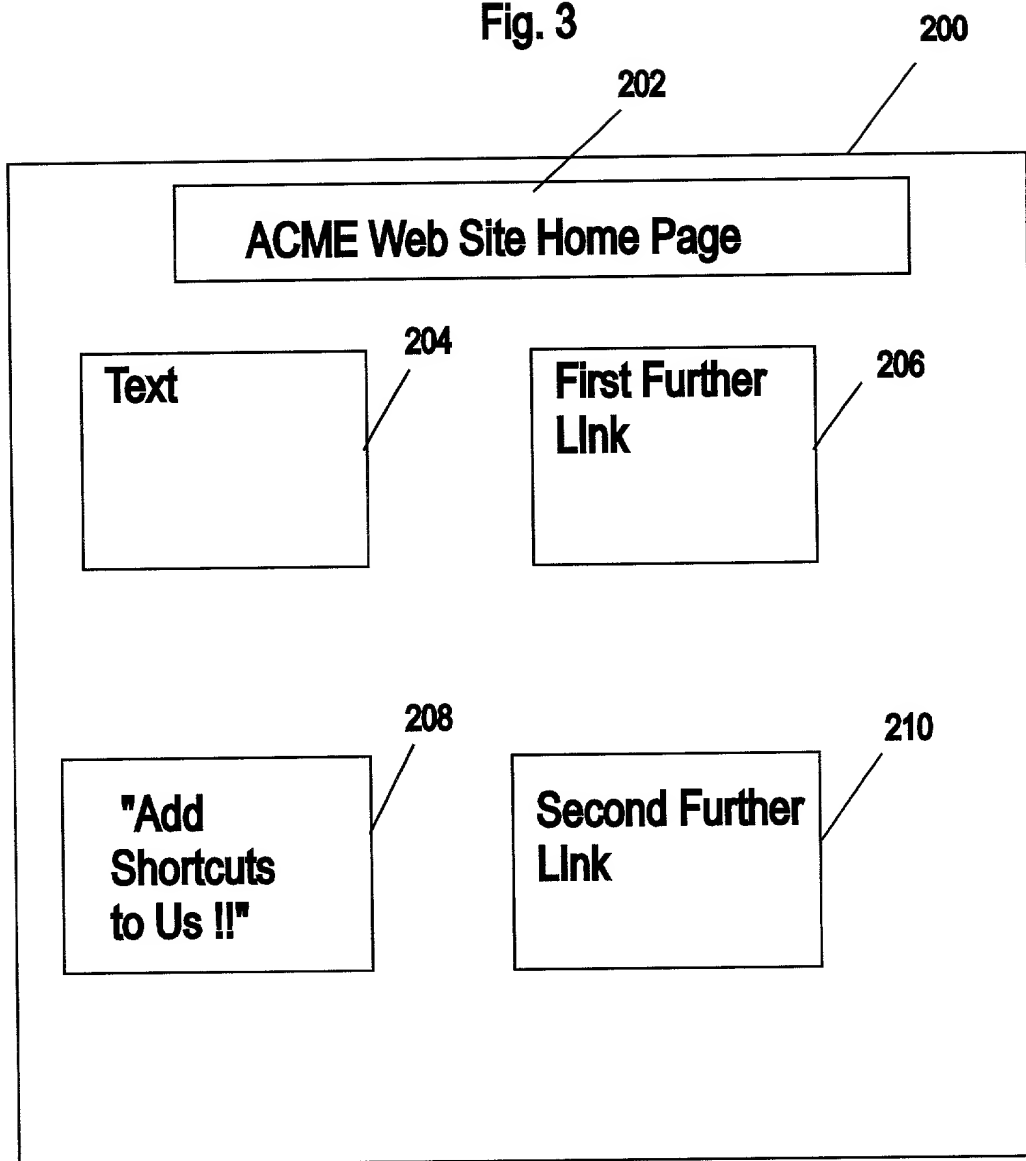 Fig. 3
200
202
ACME Web Site Home Page
204
Text
206
First Further
LInk
208
"Add
Shortcuts
to Us !!"
210
Second Further
LInk